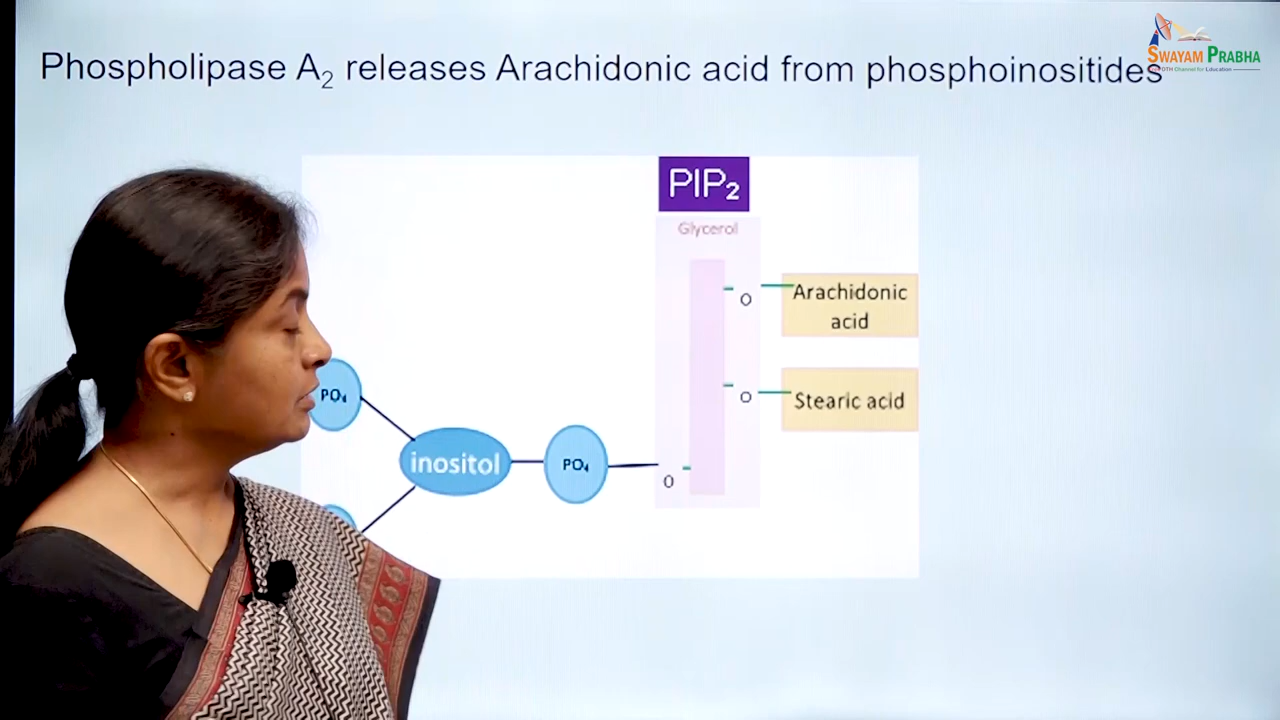 Phospholipase A₂ releases Arachidonic acid from phosphoinositides
SWAYAM PRABHA
PIP₂
Glycerol
O
Arachidonic
acid
PO₄
O
Stearic acid
inositol
PO₄
O